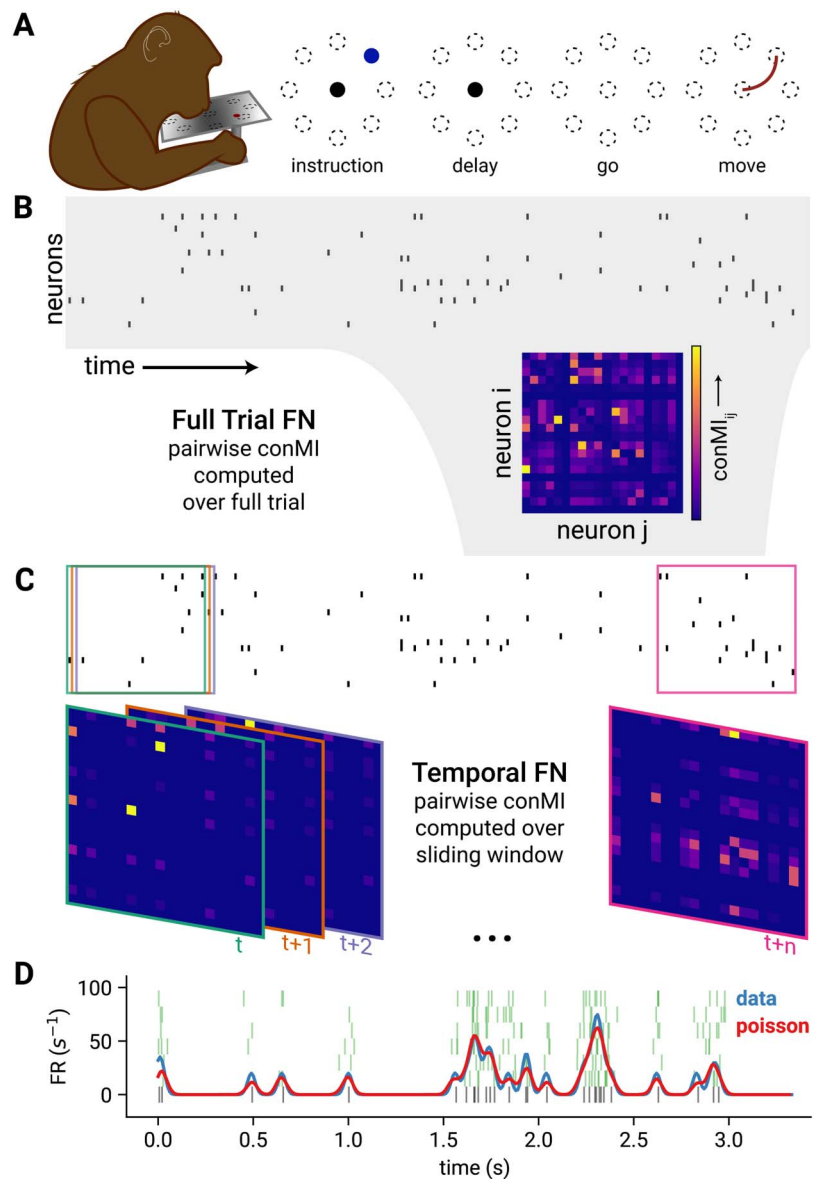 A
instruction
delay
go
move
B
neurons
time
Full Trial FN
pairwise conMI
computed
over full trial
neuron i
neuron j
conMIij
C
Temporal FN
pairwise conMI
computed over
sliding window
...
t
t+1
t+2
t+n
D
FR (s⁻¹)
100
50
0
data
poisson
0.0 0.5 1.0 1.5 2.0 2.5 3.0
time (s)